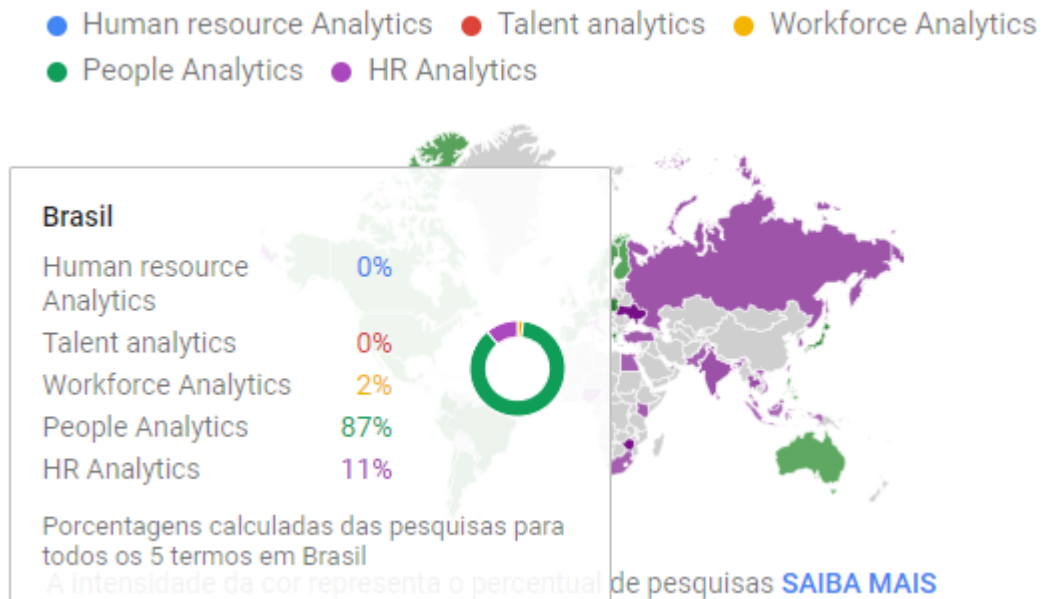 Human resource Analytics Talent analytics Workforce Analytics
People Analytics HR Analytics
Brasil
Human resource Analytics 0%
Talent analytics 0%
Workforce Analytics 2%
People Analytics 87%
HR Analytics 11%
Porcentagens calculadas das pesquisas para
todos os 5 termos em Brasil
A intensidade da cor representa o percentual de pesquisas SAIBA MAIS